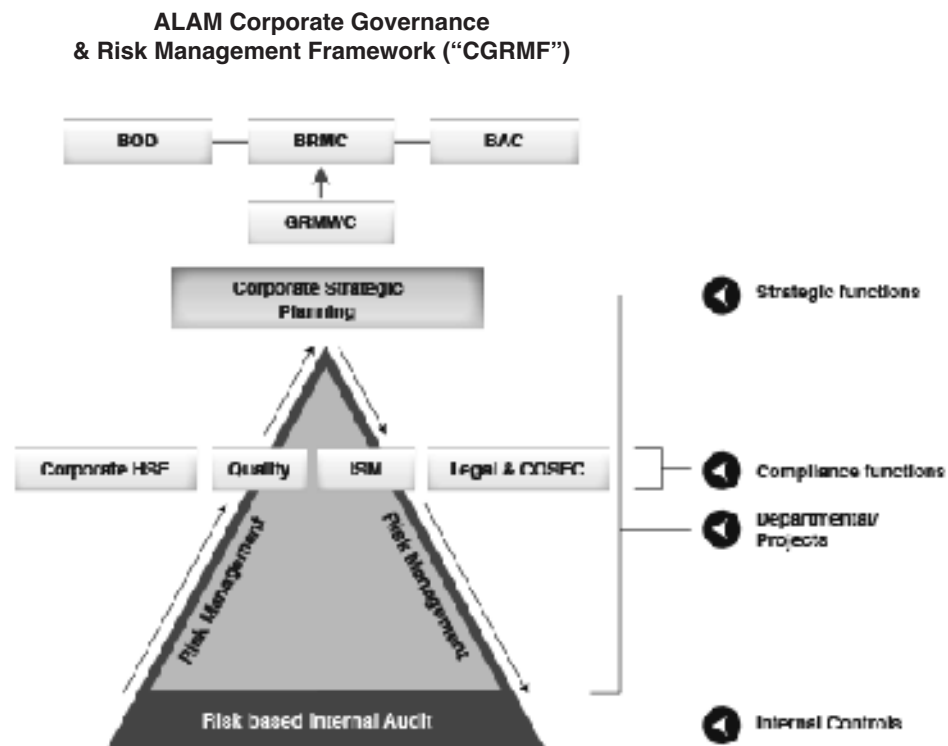 ALAM Corporate Governance
& Risk Management Framework (“CGRMF”)
BOD
BRMC
BAC
GRMWC
Corporate Strategic
Planning
Strategic functions
Corporate HSE
Quality
ISM
Legal & COSEC
Compliance functions
Departmental/
Projects
Risk Management
Risk Management
Risk based Internal Audit
Internal Controls